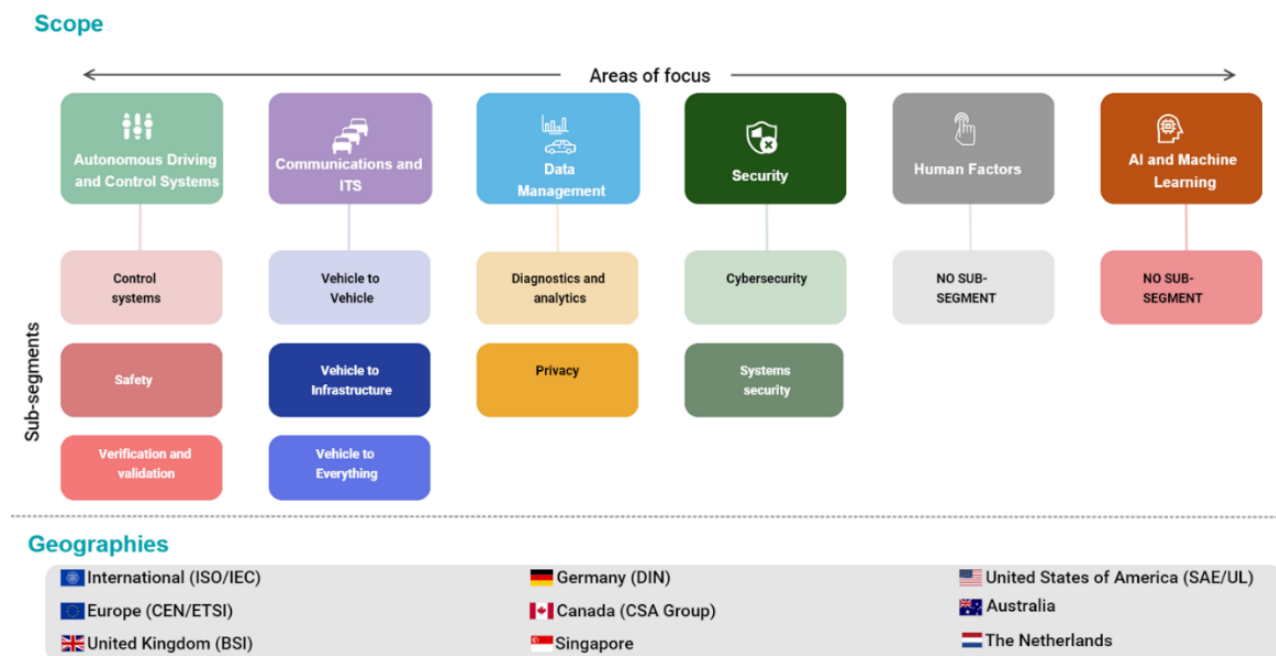 Scope
Areas of focus
Autonomous Driving
and Control Systems
Communications and
ITS
Data
Management
Security
Human Factors
AI and Machine
Learning
Sub-segments
Control
systems
Vehicle to
Vehicle
Diagnostics and
analytics
Cybersecurity
NO SUB-
SEGMENT
NO SUB-
SEGMENT
Safety
Vehicle to
Infrastructure
Privacy
Systems
security
Verification and
validation
Vehicle to
Everything
Geographies
International (ISO/IEC)
Germany (DIN)
United States of America (SAE/UL)
Europe (CEN/ETSI)
Canada (CSA Group)
Australia
United Kingdom (BSI)
Singapore
The Netherlands